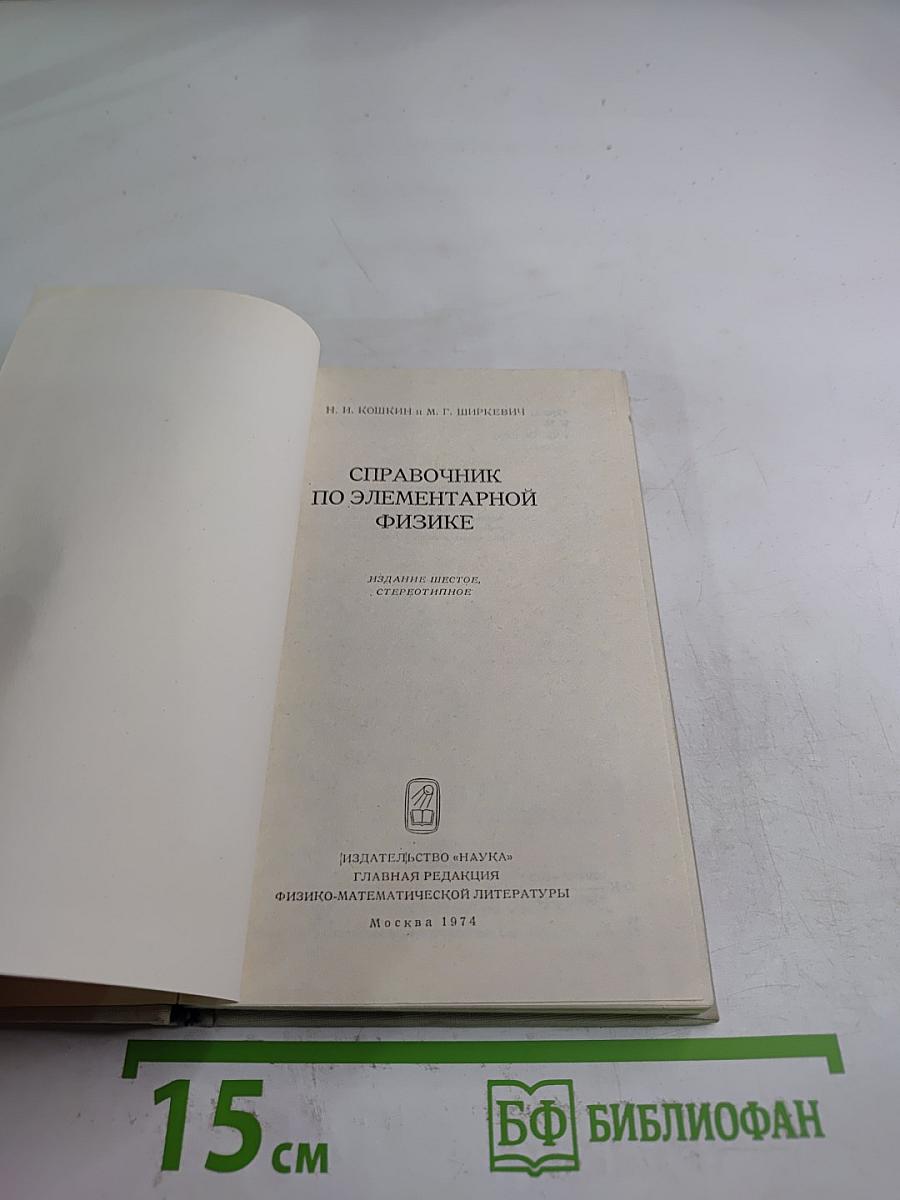 Н. И. КОШКИН и М. Г. ШИРКЕВИЧ
СПРАВОЧНИК
ПО ЭЛЕМЕНТАРНОЙ
ФИЗИКЕ
ИЗДАНИЕ ШЕСТОЕ,
СТЕРЕОТИПНОЕ
ИЗДАТЕЛЬСТВО «НАУКА»
ГЛАВНАЯ РЕДАКЦИЯ
ФИЗИКО-МАТЕМАТИЧЕСКОЙ ЛИТЕРАТУРЫ
Москва 1974
15 см
БФ БИБЛИОФАН